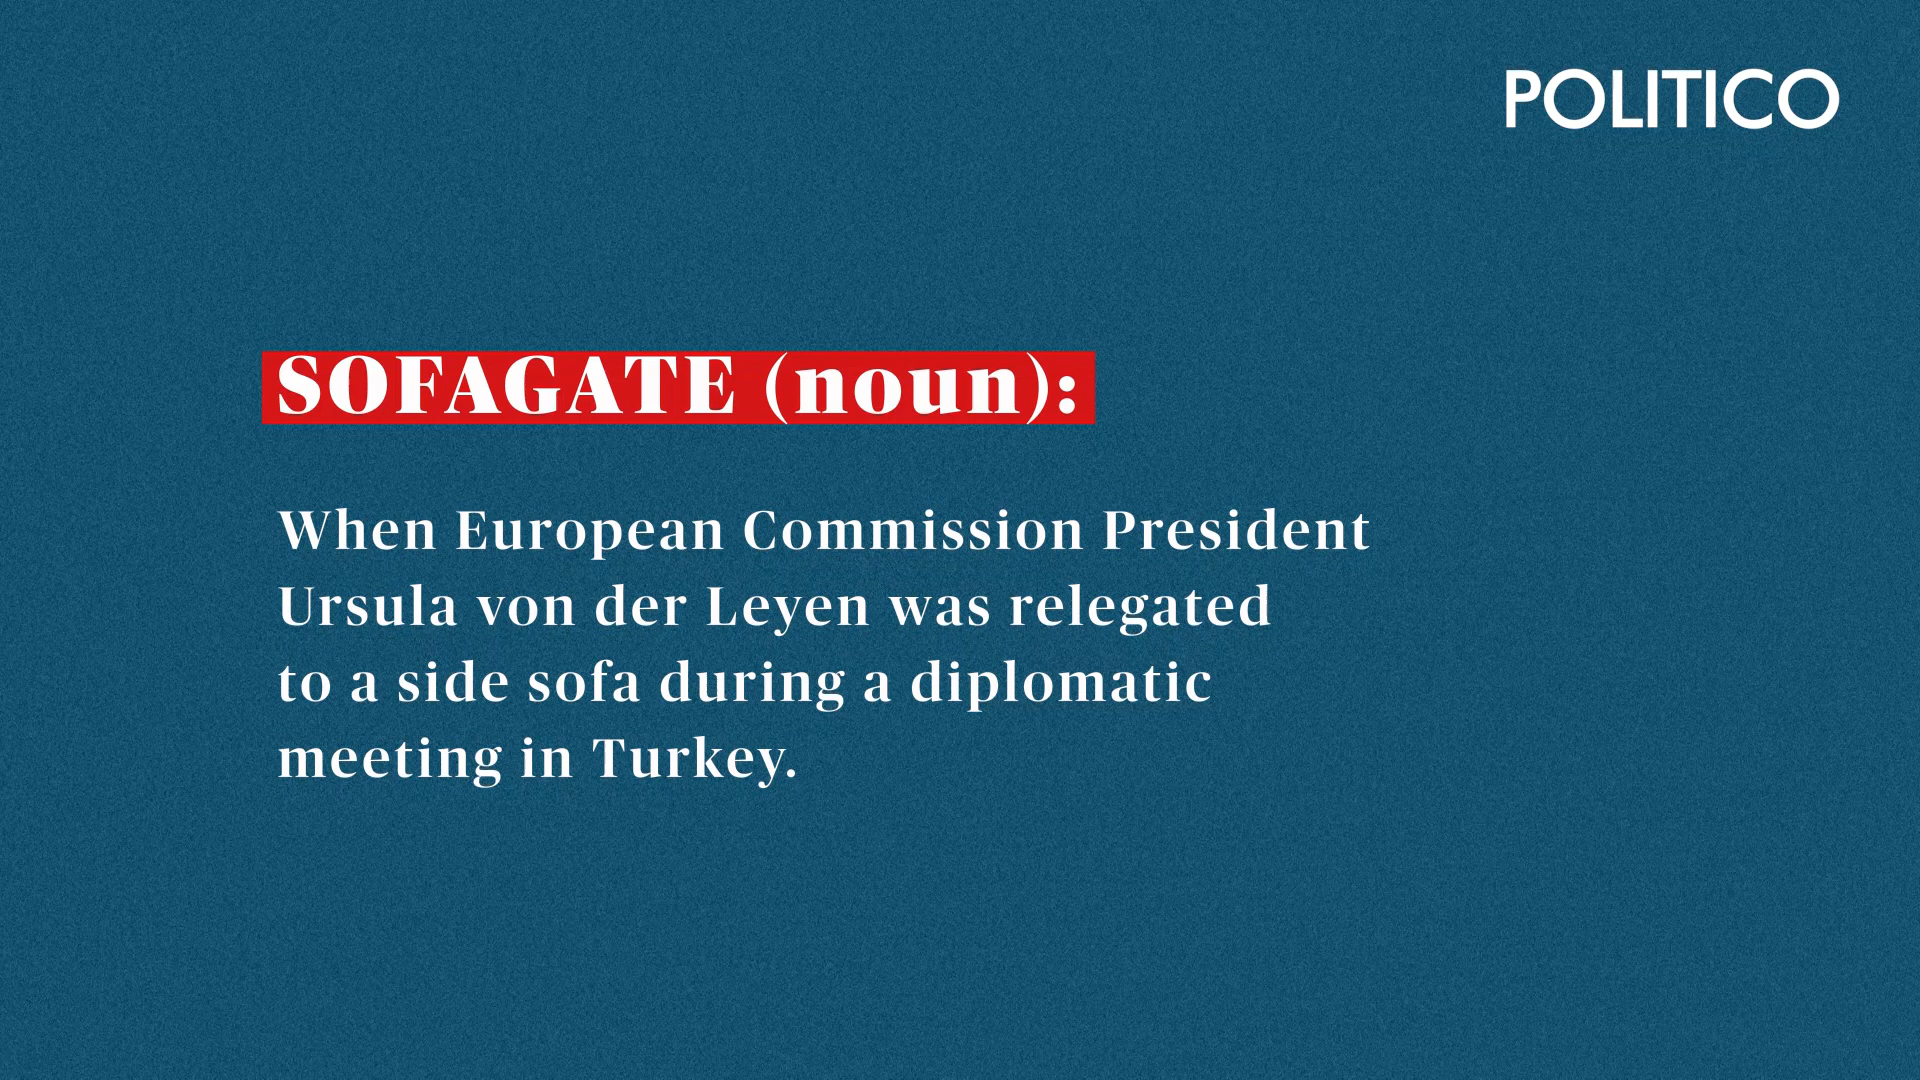 POLITICO
SOFAGATE (noun):
When European Commission President
Ursula von der Leyen was relegated
to a side sofa during a diplomatic
meeting in Turkey.